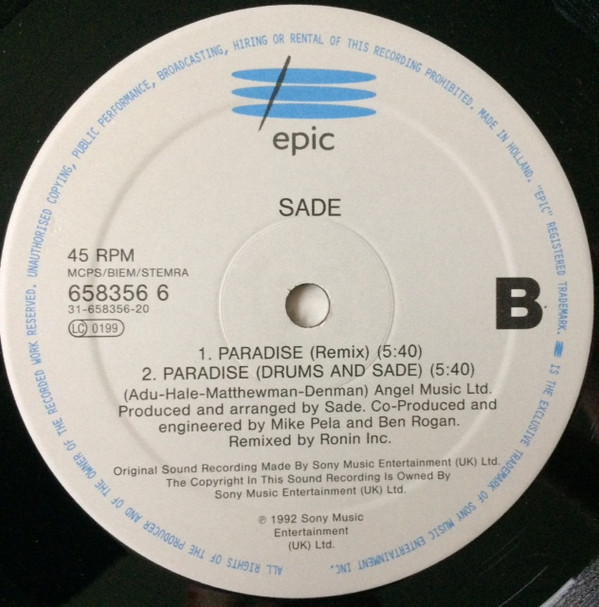 ALL RIGHTS OF THE PRODUCER AND OF THE OWNER OF THE RECORDED WORK RESERVED. UNAUTHORISED COPYING, PUBLIC PERFORMANCE, BROADCASTING, HIRING OR RENTAL OF THIS RECORDING PROHIBITED. MADE IN HOLLAND. "EPIC" REGISTERED TRADEMARK. IS THE EXCLUSIVE TRADEMARK OF SONY MUSIC ENTERTAINMENT INC.
epic
SADE
45 RPM
MCPS/BIEM/STEMRA
658356 6
31-658356-20
LC 0199
B
1. PARADISE (Remix) (5:40)
2. PARADISE (DRUMS AND SADE) (5:40)
(Adu-Hale-Matthewman-Denman) Angel Music Ltd.
Produced and arranged by Sade. Co-Produced and
engineered by Mike Pela and Ben Rogan.
Remixed by Ronin Inc.
Original Sound Recording Made By Sony Music Entertainment (UK) Ltd.
The Copyright In This Sound Recording Is Owned By
Sony Music Entertainment (UK) Ltd.
℗ 1992 Sony Music
Entertainment
(UK) Ltd.